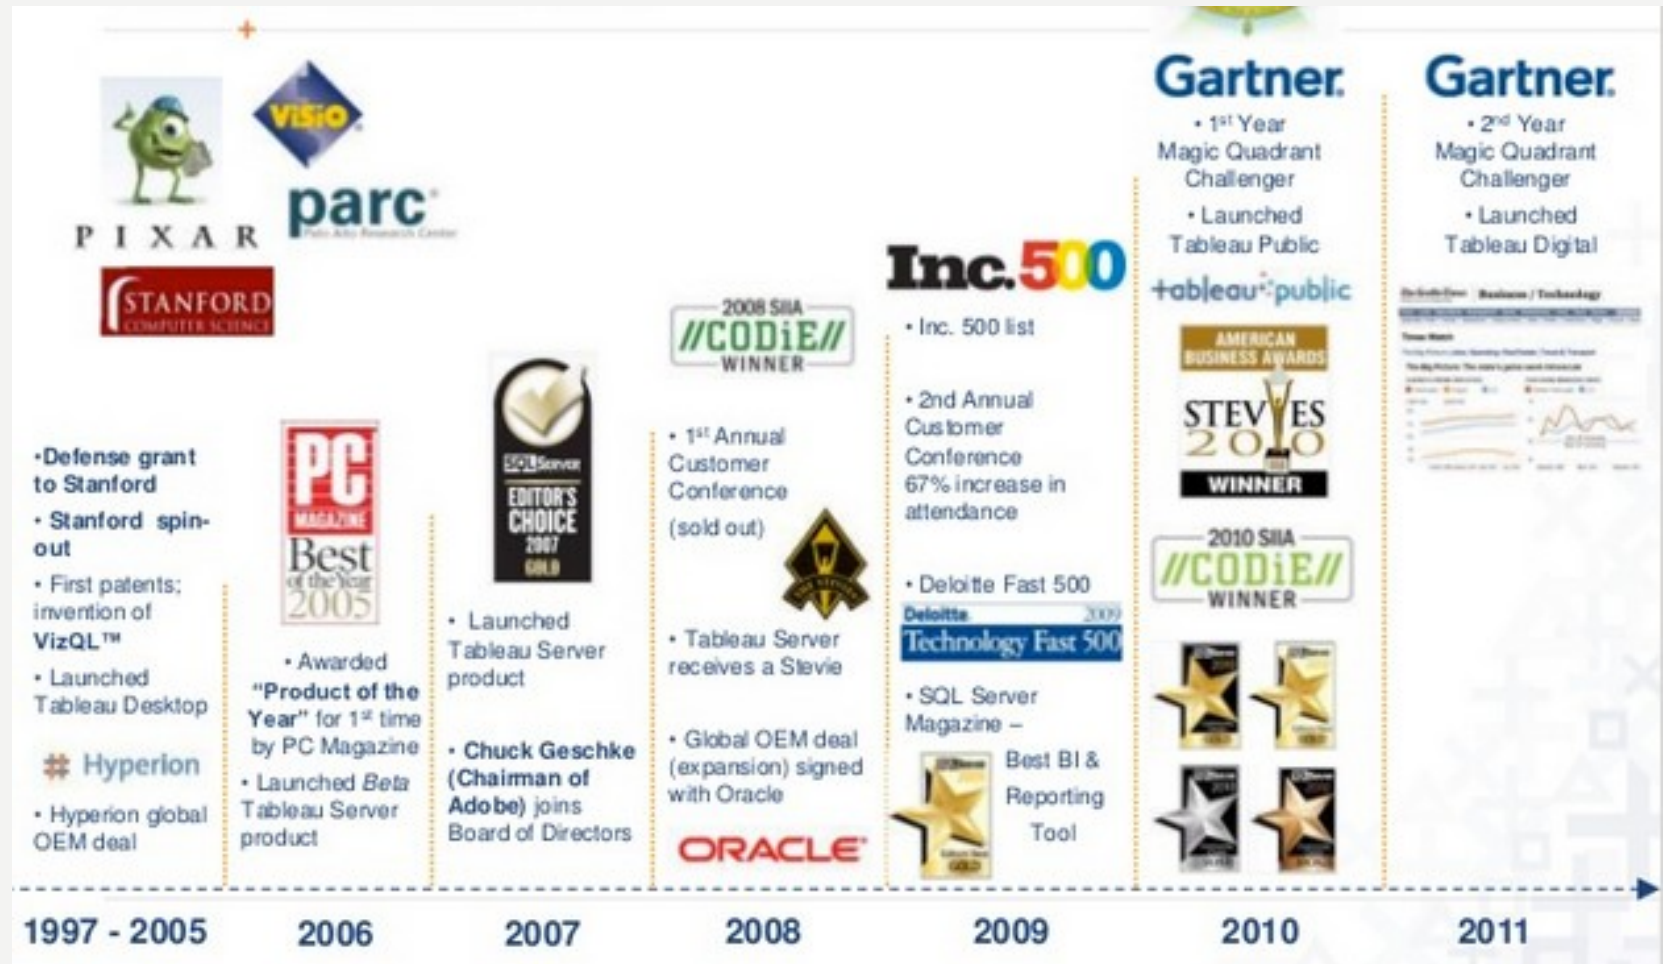 PIXAR
VISIO
parc
Palo Alto Research Center
STANFORD
COMPUTER SCIENCE
•Defense grant
to Stanford
• Stanford spin-
out
• First patents;
invention of
VizQL™
• Launched
Tableau Desktop
Hyperion
• Hyperion global
OEM deal
1997 - 2005
PC
MAGAZINE
Best
of the Year
2005
• Awarded
"Product of the
Year" for 1st time
by PC Magazine
• Launched Beta
Tableau Server
product
2006
SQL Server
EDITOR'S
CHOICE
2007
GOLD
• Launched
Tableau Server
product
• Chuck Geschke
(Chairman of
Adobe) joins
Board of Directors
2007
2008 SIIA
//CODiE//
WINNER
• 1st Annual
Customer
Conference
(sold out)
• Tableau Server
receives a Stevie
• Global OEM deal
(expansion) signed
with Oracle
ORACLE
2008
Inc.500
• Inc. 500 list
• 2nd Annual
Customer
Conference
67% increase in
attendance
• Deloitte Fast 500
Deloitte 2009
Technology Fast 500
• SQL Server
Magazine –
Best BI &
Reporting
Tool
GOLD
2009
Gartner.
• 1st Year
Magic Quadrant
Challenger
• Launched
Tableau Public
tableau public
AMERICAN
BUSINESS AWARDS
STEVIES
2010
WINNER
2010 SIIA
//CODiE//
WINNER
GOLD
2010
Gartner.
• 2nd Year
Magic Quadrant
Challenger
• Launched
Tableau Digital
Business / Technology
2011